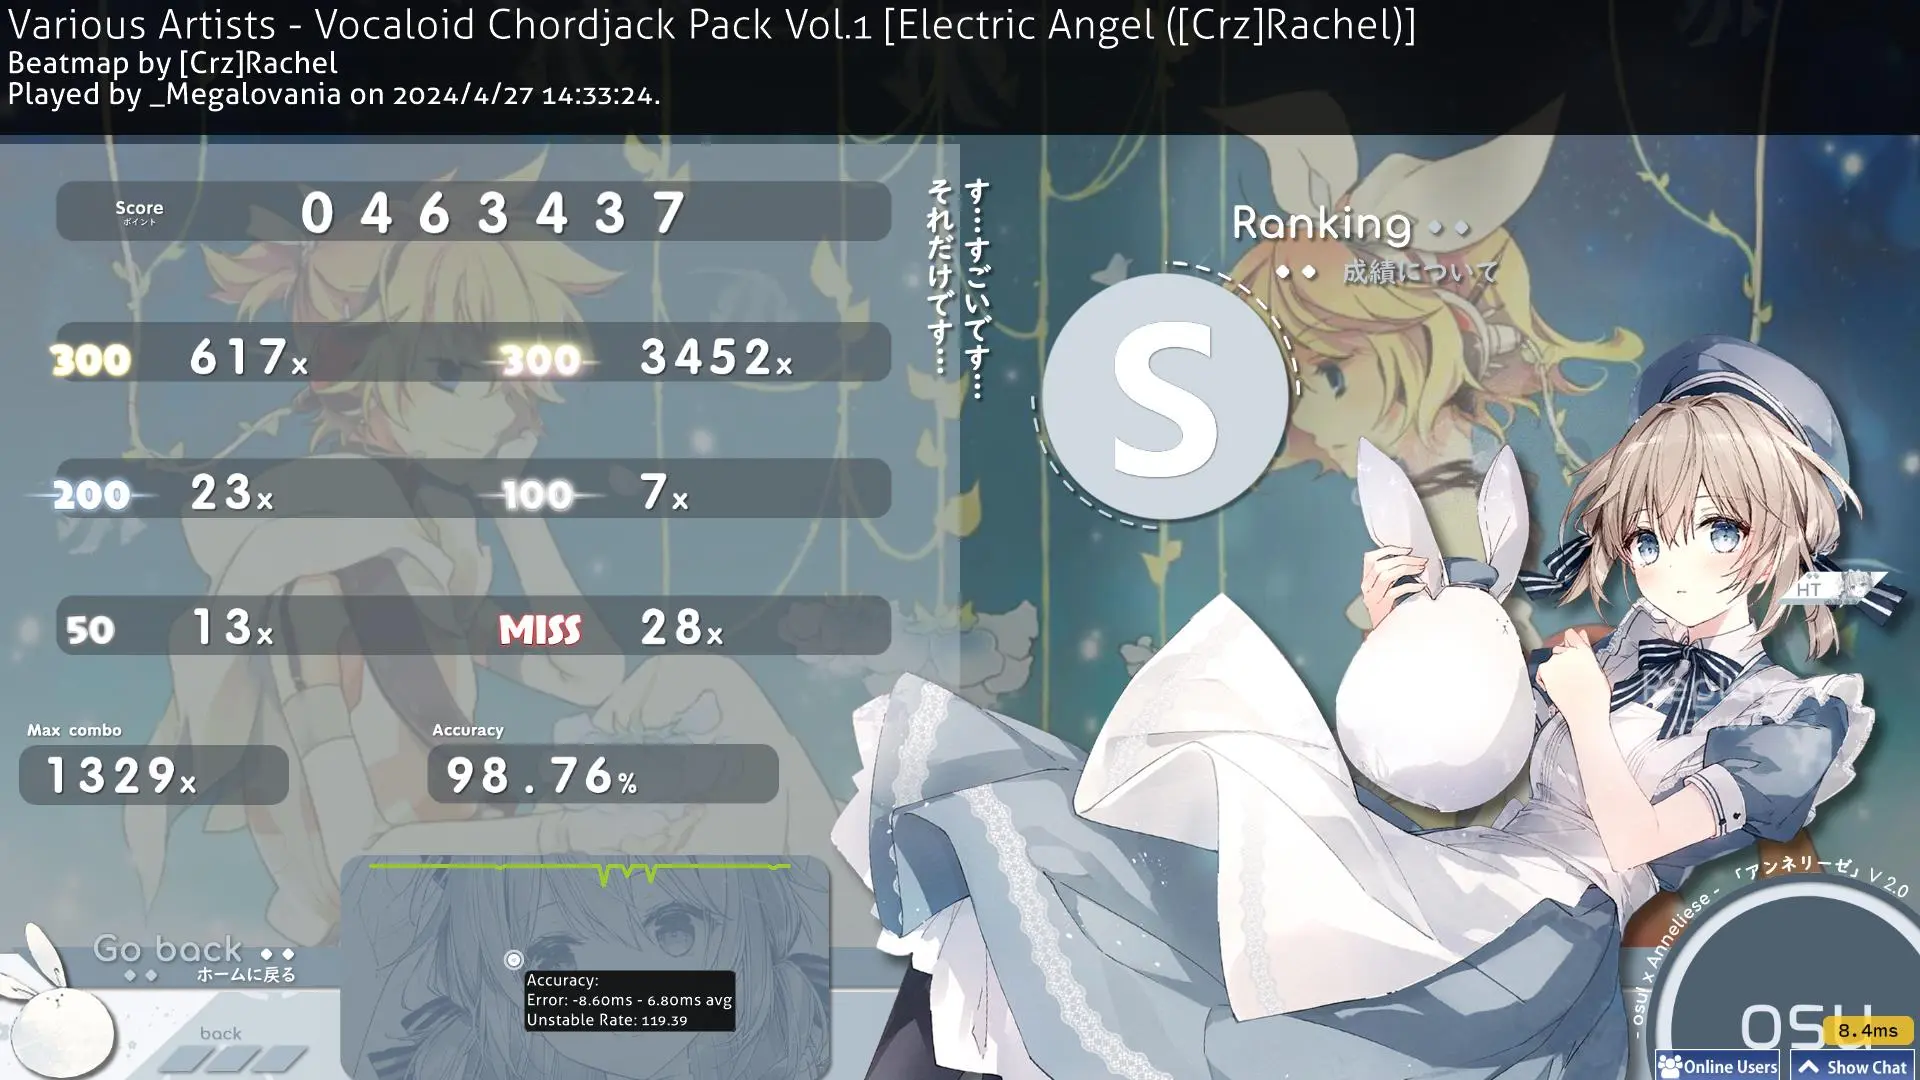 Various Artists - Vocaloid Chordjack Pack Vol.1 [Electric Angel ([Crz]Rachel)]
Beatmap by [Crz]Rachel
Played by _Megalovania on 2024/4/27 14:33:24.
Score
ポイント
0463437
す…すごいです…
それだけです…
Ranking
成績について
S
300 617x 300 3452x
200 23x 100 7x
50 13x MISS 28x
HT
Max combo
1329x
Accuracy
98.76%
Go back
ホームに戻る
back
Accuracy:
Error: -8.60ms - 6.80ms avg
Unstable Rate: 119.39
- osu! x Anneliese - 「アンネリーゼ」 V 2.0
osu
8.4ms
Online Users
Show Chat